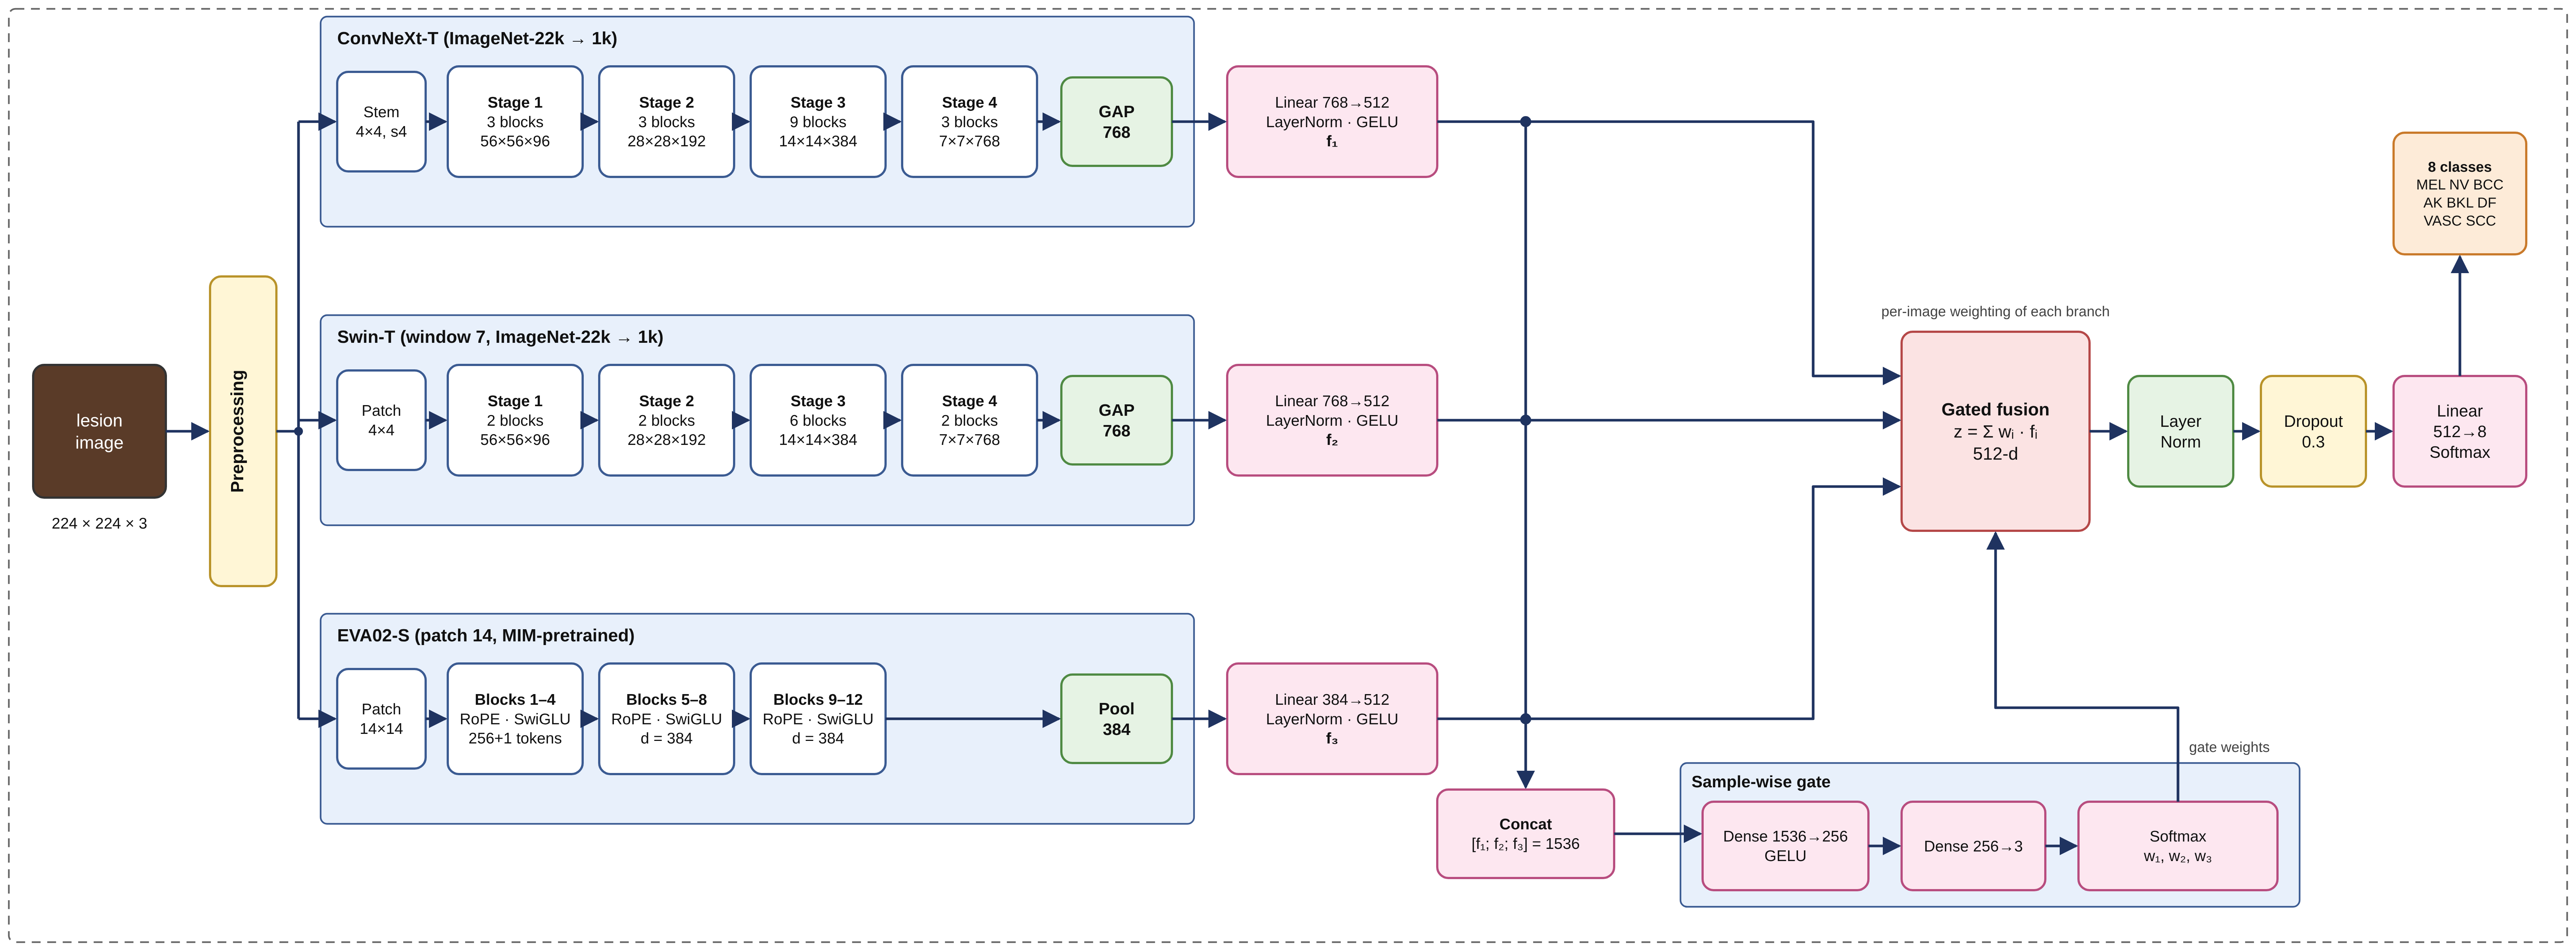 lesion
image
224 × 224 × 3
Preprocessing
ConvNeXt-T (ImageNet-22k → 1k)
Stem
4×4, s4
Stage 1
3 blocks
56×56×96
Stage 2
3 blocks
28×28×192
Stage 3
9 blocks
14×14×384
Stage 4
3 blocks
7×7×768
GAP
768
Linear 768→512
LayerNorm · GELU
f₁
Swin-T (window 7, ImageNet-22k → 1k)
Patch
4×4
Stage 1
2 blocks
56×56×96
Stage 2
2 blocks
28×28×192
Stage 3
6 blocks
14×14×384
Stage 4
2 blocks
7×7×768
GAP
768
Linear 768→512
LayerNorm · GELU
f₂
EVA02-S (patch 14, MIM-pretrained)
Patch
14×14
Blocks 1–4
RoPE · SwiGLU
256+1 tokens
Blocks 5–8
RoPE · SwiGLU
d = 384
Blocks 9–12
RoPE · SwiGLU
d = 384
Pool
384
Linear 384→512
LayerNorm · GELU
f₃
Concat
[f₁; f₂; f₃] = 1536
Sample-wise gate
Dense 1536→256
GELU
Dense 256→3
Softmax
w₁, w₂, w₃
gate weights
per-image weighting of each branch
Gated fusion
z = Σ wᵢ · fᵢ
512-d
Layer
Norm
Dropout
0.3
Linear
512→8
Softmax
8 classes
MEL NV BCC
AK BKL DF
VASC SCC